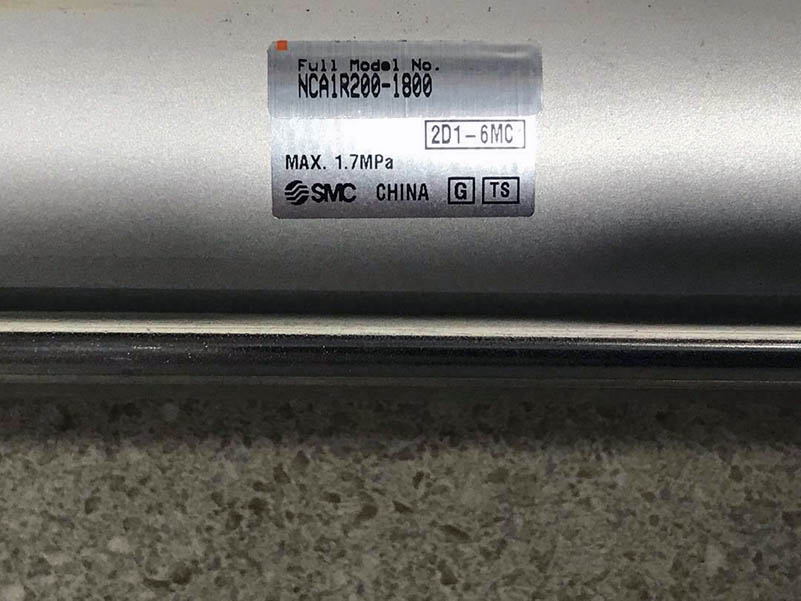 Full Model No.
NCA1R200-1800
2D1-6MC
MAX. 1.7MPa
SMC CHINA G TS